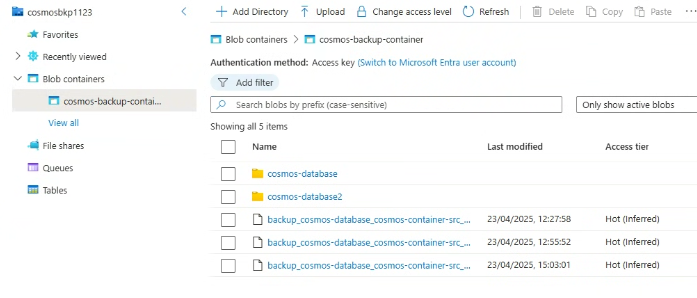 cosmosbkp1123
Favorites
Recently viewed
Blob containers
cosmos-backup-contai...
View all
File shares
Queues
Tables
Add Directory Upload Change access level Refresh Delete Copy Paste
Blob containers > cosmos-backup-container
Authentication method: Access key (Switch to Microsoft Entra user account)
Add filter
Search blobs by prefix (case-sensitive) Only show active blobs
Showing all 5 items
Name Last modified Access tier
cosmos-database
cosmos-database2
backup_cosmos-database_cosmos-container-src_... 23/04/2025, 12:27:58 Hot (Inferred)
backup_cosmos-database_cosmos-container-src_... 23/04/2025, 12:55:52 Hot (Inferred)
backup_cosmos-database_cosmos-container-src_... 23/04/2025, 15:03:01 Hot (Inferred)